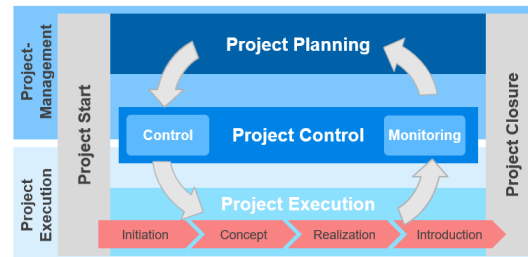 Project-
Management
Project
Execution
Project Start
Project Planning
Control
Project Control
Monitoring
Project Execution
Initiation
Concept
Realization
Introduction
Project Closure